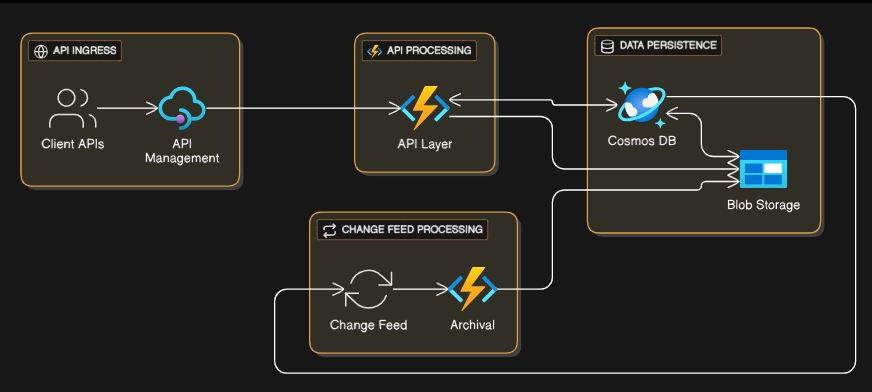 API INGRESS
Client APIs
API
Management
API PROCESSING
API Layer
DATA PERSISTENCE
Cosmos DB
Blob Storage
CHANGE FEED PROCESSING
Change Feed
Archival